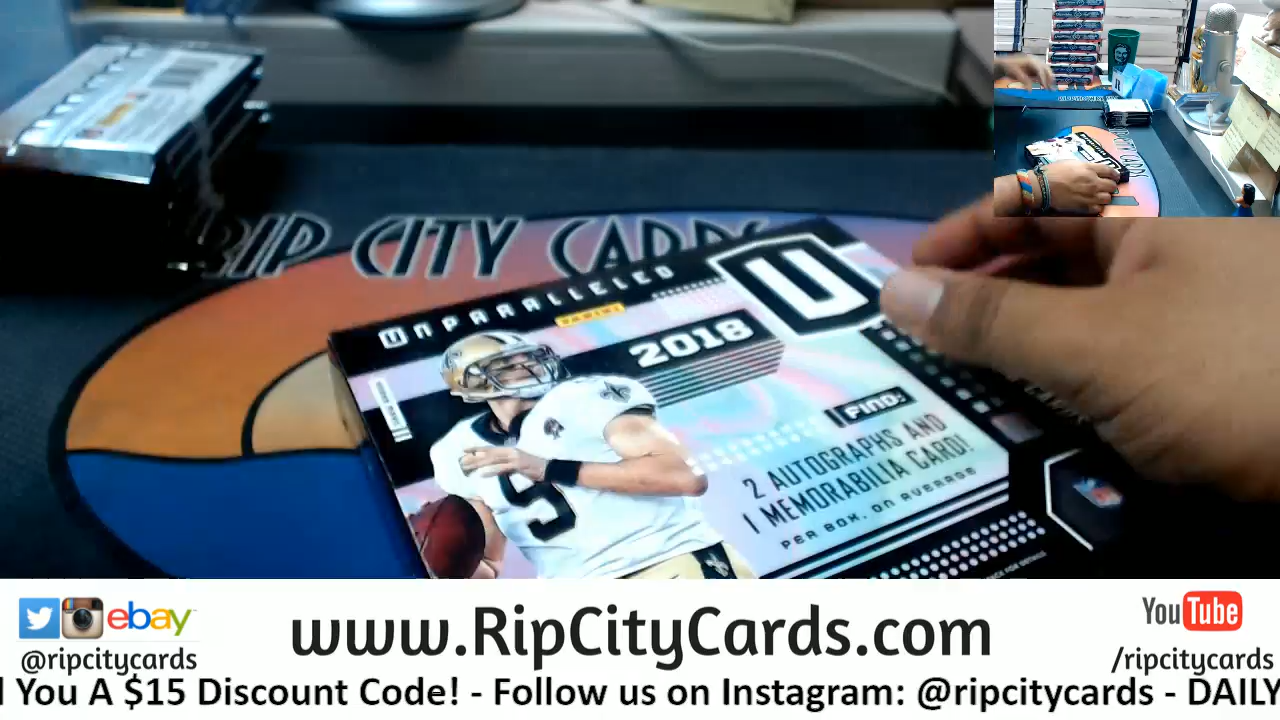 RIP CITY CARDS
UNPARALLELED
PANINI
2018
U
FIND:
2 AUTOGRAPHS AND
1 MEMORABILIA CARD!
PER BOX, ON AVERAGE
9
ebay
@ripcitycards
www.RipCityCards.com
YouTube
/ripcitycards
You A $15 Discount Code! - Follow us on Instagram: @ripcitycards - DAILY